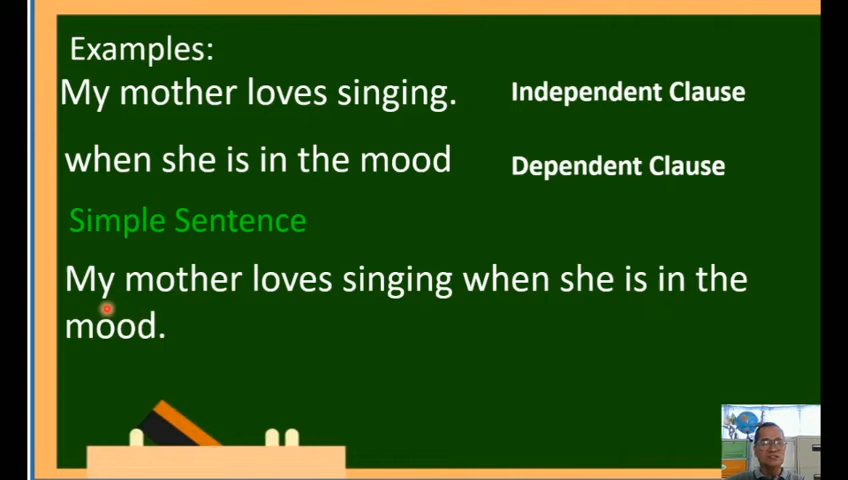 Examples:
My mother loves singing.
Independent Clause
when she is in the mood
Dependent Clause
Simple Sentence
My mother loves singing when she is in the
mood.